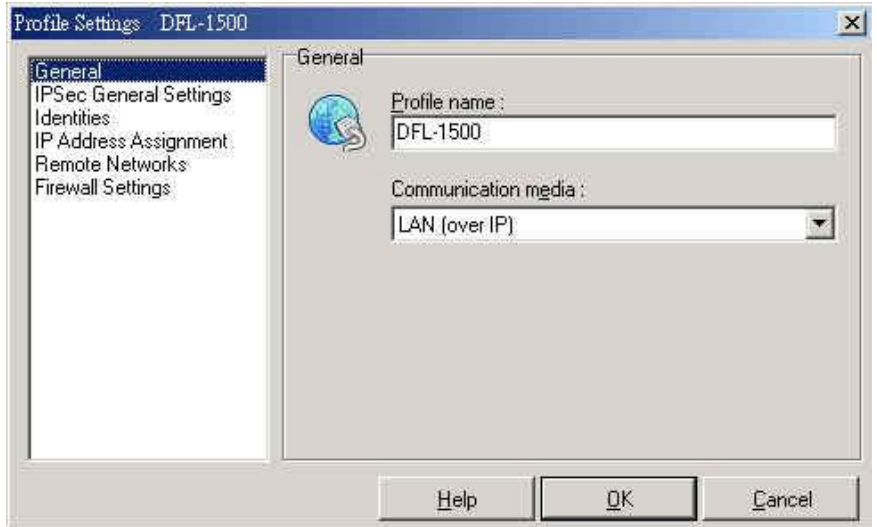 Profile Settings DFL-1500
General
IPSec General Settings
Identities
IP Address Assignment
Remote Networks
Firewall Settings
General
Profile name :
DFL-1500
Communication media :
LAN (over IP)
Help
OK
Cancel